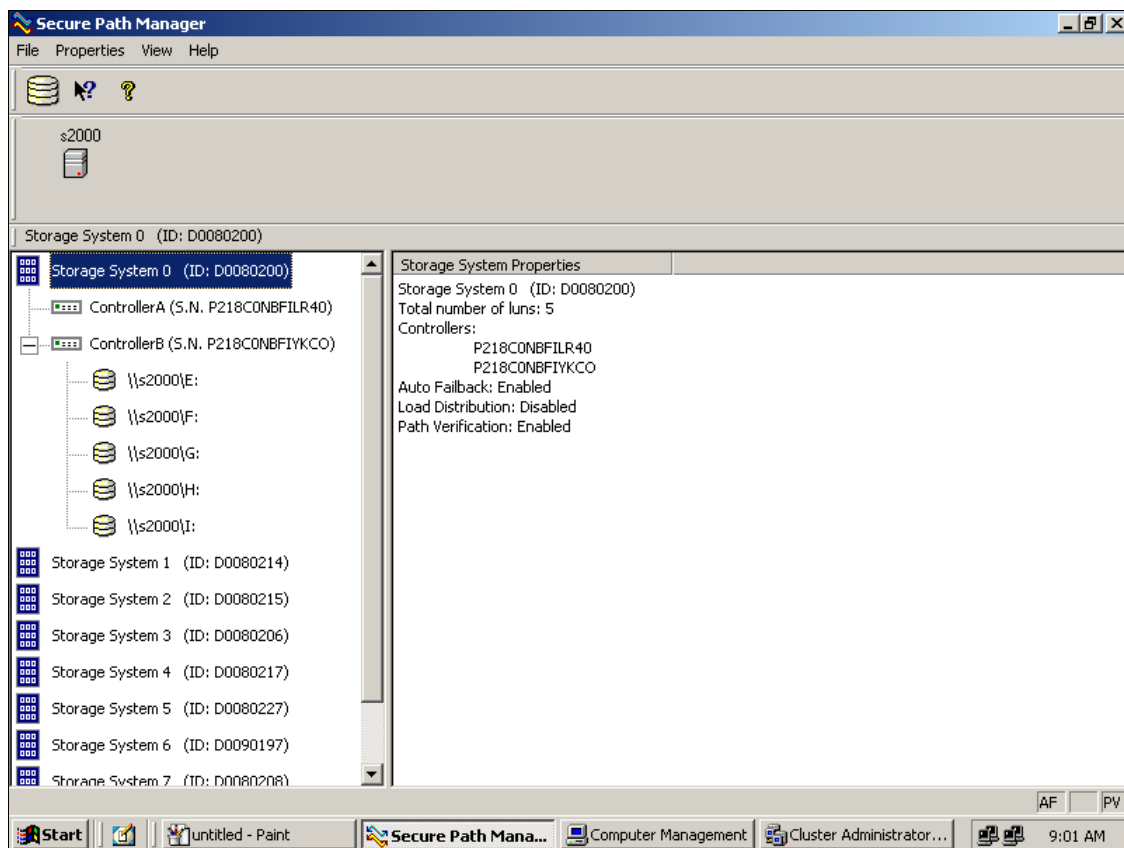 Secure Path Manager
File Properties View Help
s2000
Storage System 0 (ID: D0080200)
Storage System 0 (ID: D0080200)
ControllerA (S.N. P218C0NBFILR40)
ControllerB (S.N. P218C0NBFIYKCO)
\\s2000\E:
\\s2000\F:
\\s2000\G:
\\s2000\H:
\\s2000\I:
Storage System 1 (ID: D0080214)
Storage System 2 (ID: D0080215)
Storage System 3 (ID: D0080206)
Storage System 4 (ID: D0080217)
Storage System 5 (ID: D0080227)
Storage System 6 (ID: D0090197)
Storage System 7 (ID: D0080208)
Storage System Properties
Storage System 0 (ID: D0080200)
Total number of luns: 5
Controllers:
P218C0NBFILR40
P218C0NBFIYKCO
Auto Failback: Enabled
Load Distribution: Disabled
Path Verification: Enabled
AF PV
Start untitled - Paint Secure Path Mana... Computer Management Cluster Administrator... 9:01 AM